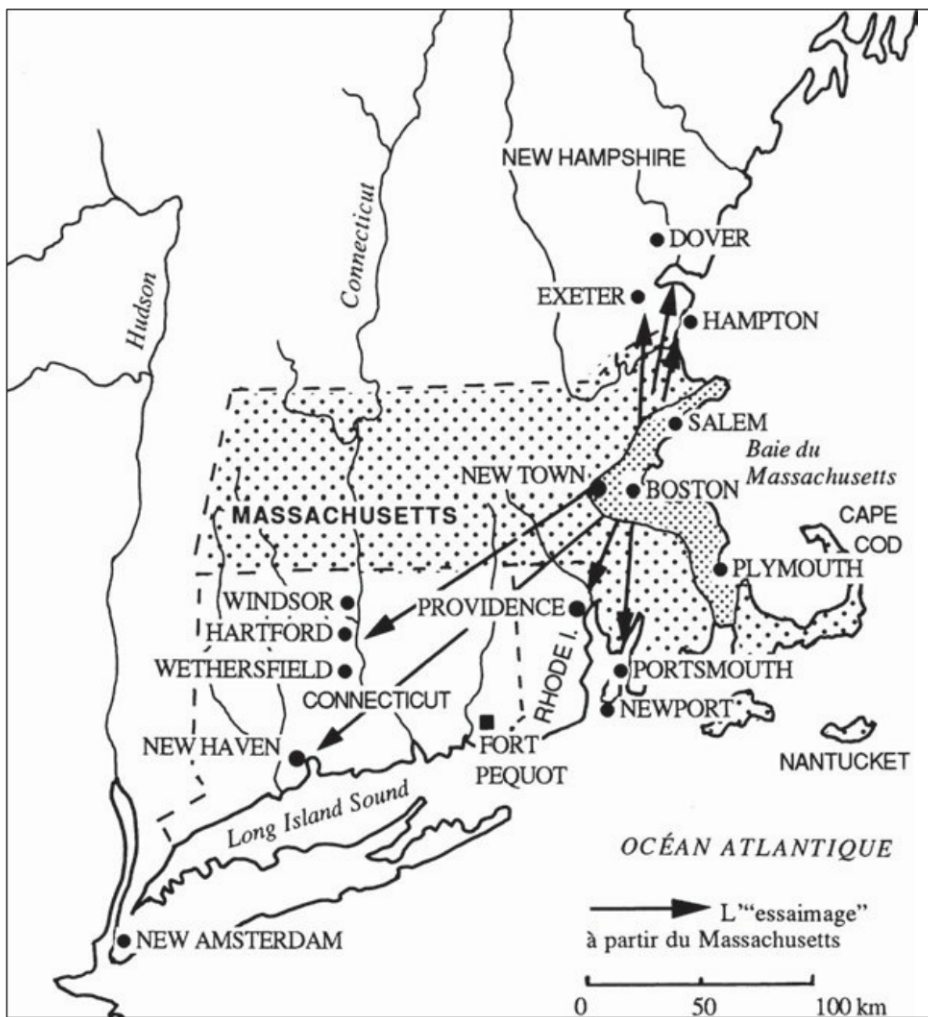 NEW HAMPSHIRE
Connecticut
Hudson
DOVER
EXETER
HAMPTON
SALEM
Baie du
Massachusetts
NEW TOWN
BOSTON
MASSACHUSETTS
CAPE
COD
PLYMOUTH
WINDSOR
PROVIDENCE
HARTFORD
WETHERSFIELD
RHODE I.
PORTSMOUTH
CONNECTICUT
NEWPORT
NEW HAVEN
FORT
PEQUOT
NANTUCKET
Long Island Sound
OCÉAN ATLANTIQUE
L'"essaimage"
à partir du Massachusetts
NEW AMSTERDAM
0 50 100 km